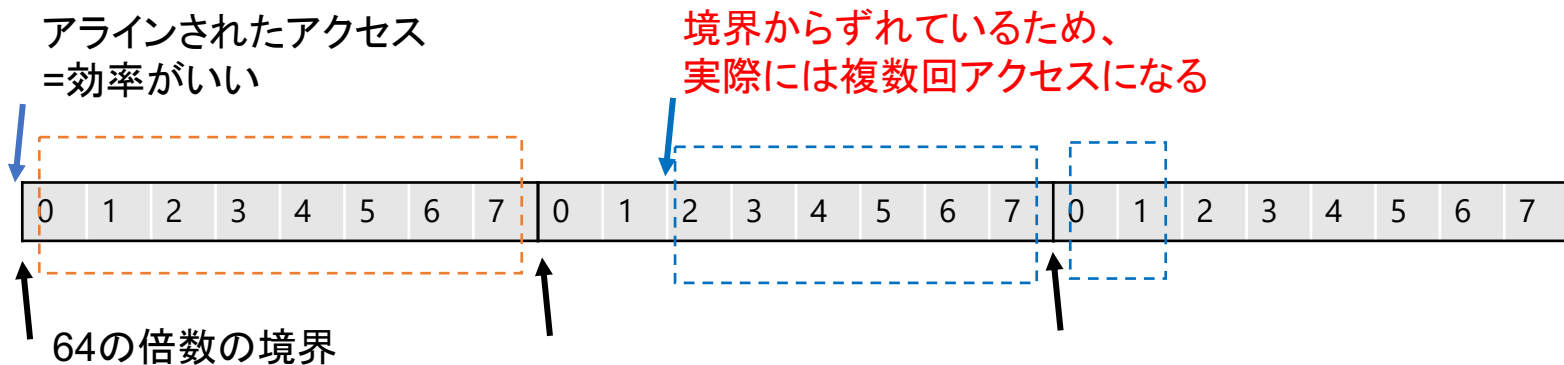 アラインされたアクセス
=効率がいい
境界からずれているため、
実際には複数回アクセスになる
0 1 2 3 4 5 6 7 0 1 2 3 4 5 6 7 0 1 2 3 4 5 6 7
64の倍数の境界